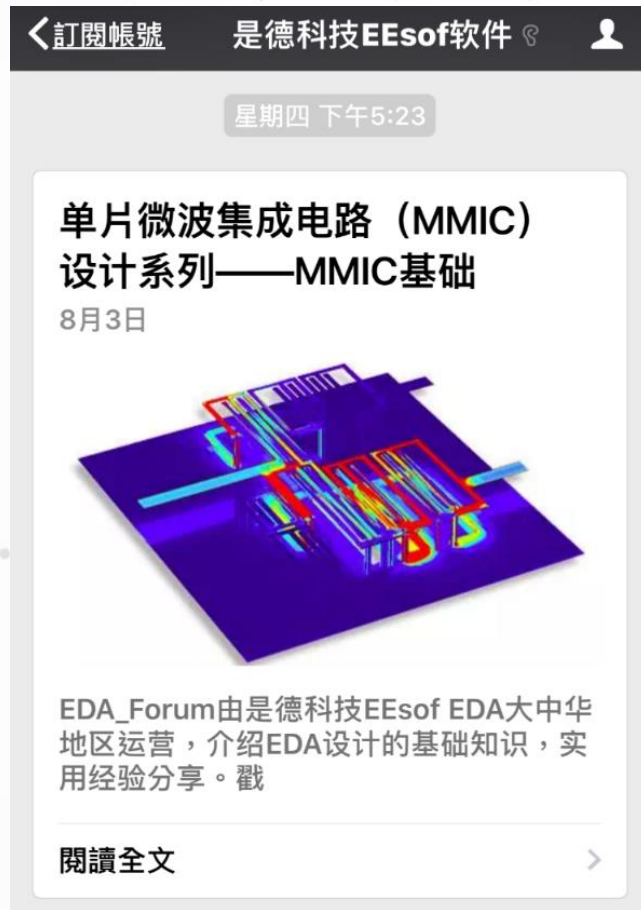 訂閱帳號 是德科技EEsof软件
星期四 下午5:23
单片微波集成电路（MMIC）
设计系列——MMIC基础
8月3日
EDA_Forum由是德科技EEsof EDA大中华
地区运营，介绍EDA设计的基础知识，实
用经验分享。戳
閱讀全文